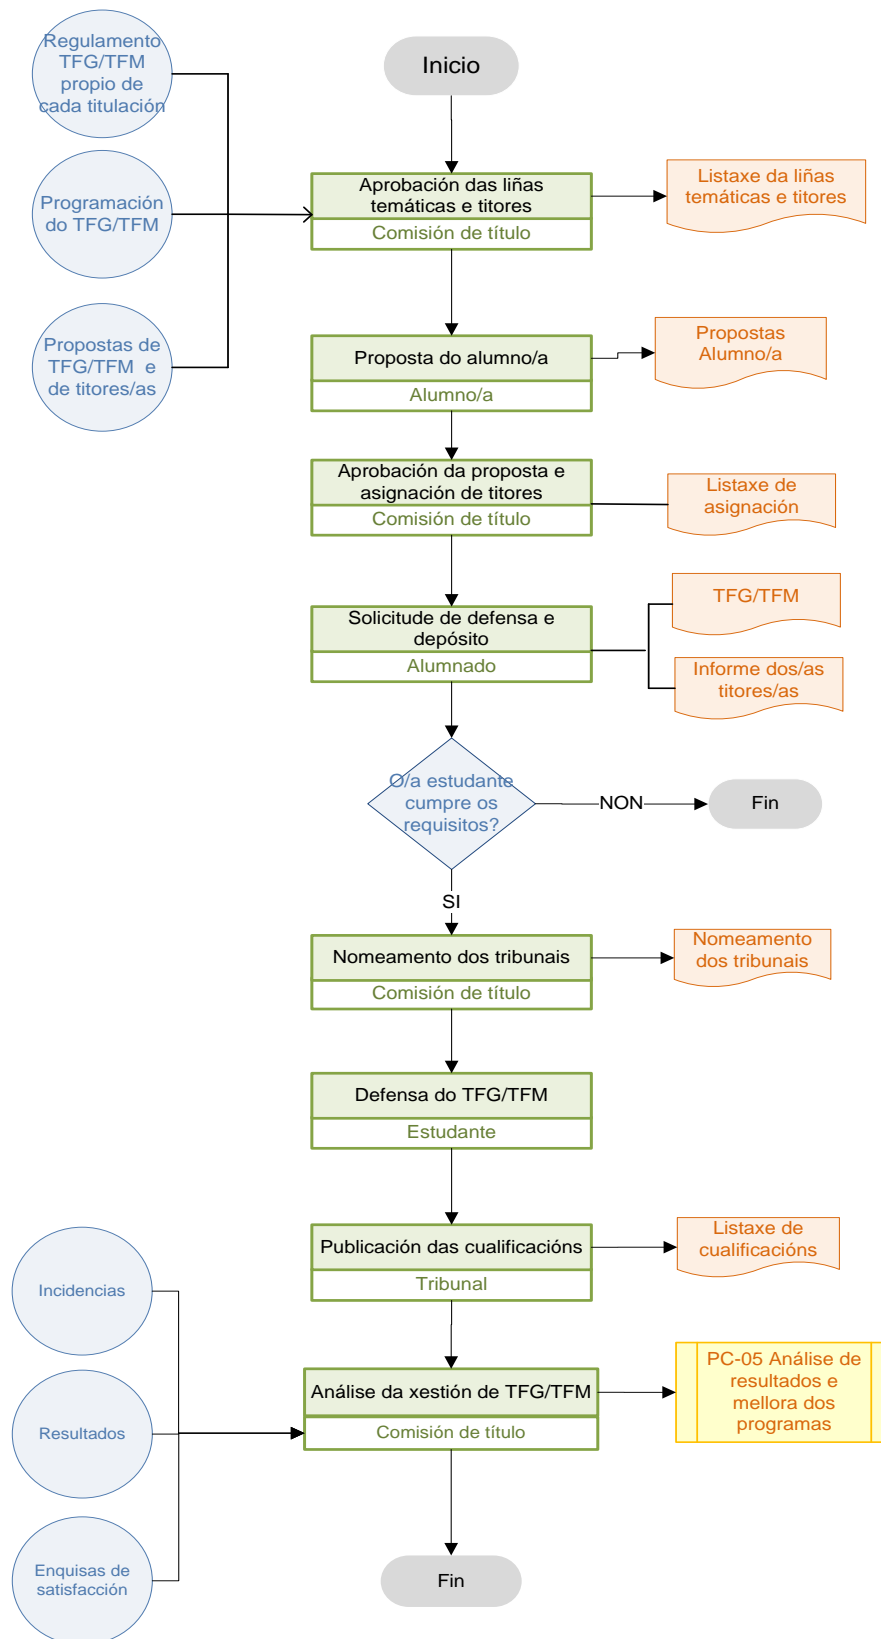 Regulamento
TFG/TFM
propio de
cada titulación
Inicio
Aprobación das liñas
temáticas e titores
Comisión de título
Listaxe da liñas
temáticas e titores
Programación
do TFG/TFM
Propostas de
TFG/TFM e
de titores/as
Proposta do alumno/a
Alumno/a
Propostas
Alumno/a
Aprobación da proposta e
asignación de titores
Comisión de título
Listaxe de
asignación
Solicitude de defensa e
depósito
Alumnado
TFG/TFM
Informe dos/as
titores/as
O/a estudante
cumpre os
requisitos?
NON
Fin
SI
Nomeamento dos tribunais
Comisión de título
Nomeamento
dos tribunais
Defensa do TFG/TFM
Estudante
Publicación das cualificacións
Tribunal
Listaxe de
cualificacións
Incidencias
Análise da xestión de TFG/TFM
Comisión de título
PC-05 Análise de
resultados e
mellora dos
programas
Resultados
Enquisas de
satisfacción
Fin